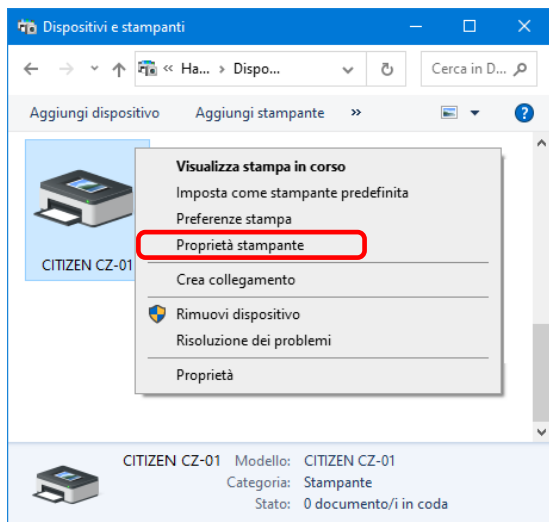 Dispositivi e stampanti
« Ha... › Dispo...
Cerca in D...
Aggiungi dispositivo Aggiungi stampante »
?
Visualizza stampa in corso
Imposta come stampante predefinita
Preferenze stampa
Proprietà stampante
Crea collegamento
Rimuovi dispositivo
Risoluzione dei problemi
Proprietà
CITIZEN CZ-01
CITIZEN CZ-01 Modello: CITIZEN CZ-01
Categoria: Stampante
Stato: 0 documento/i in coda